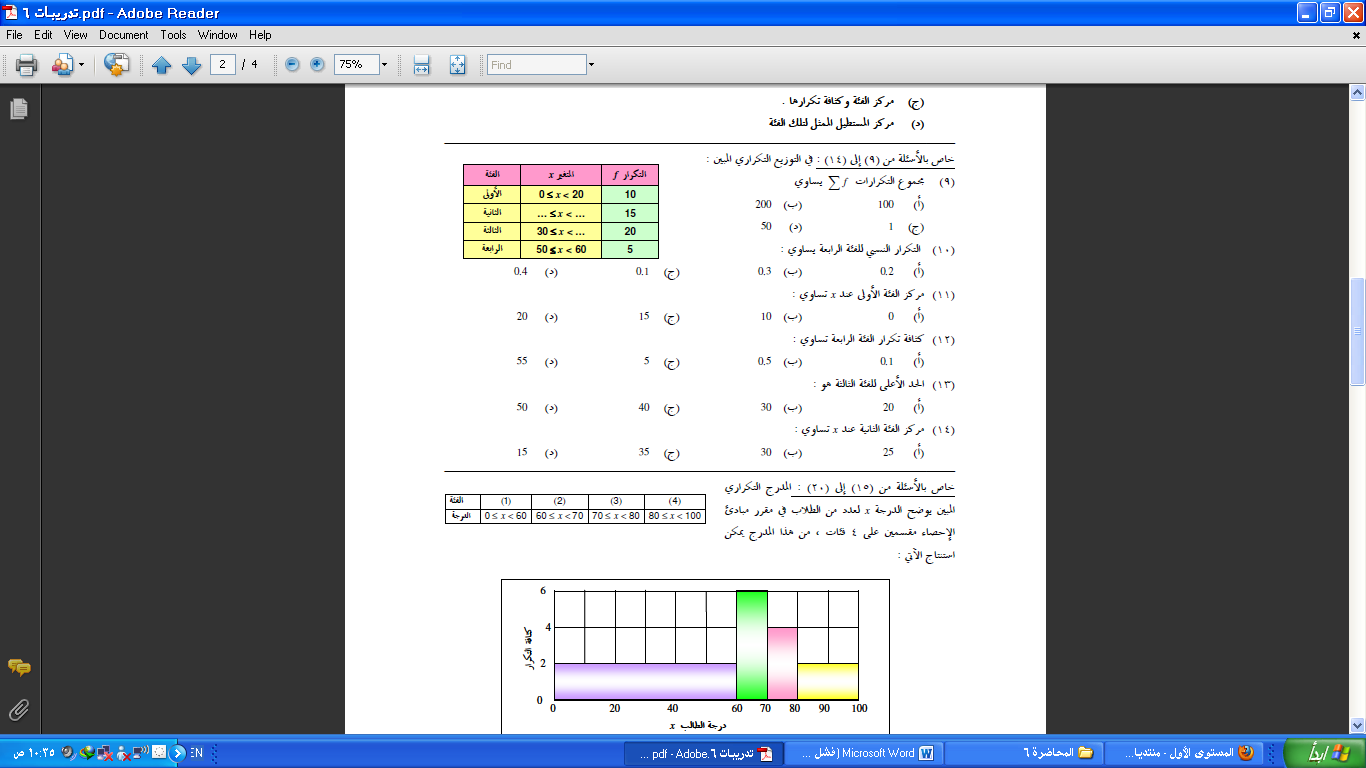 تدريبات ٦.pdf - Adobe Reader
File Edit View Document Tools Window Help
2 / 4 75% Find
(ج) مركز الفئة وكثافة تكرارها .
(د) مركز المستطيل الممثل لتلك الفئة
خاص بالأسئلة من (٩) إلى (١٤) : في التوزيع التكراري المبين :
الفئة المتغير x التكرار f
الأولى 0 ≤ x < 20 10
الثانية ... ≤ x < ... 15
الثالثة 30 ≤ x < ... 20
الرابعة 50 ≤ x < 60 5
(٩) مجموع التكرارات ∑ f يساوي
(أ) 100 (ب) 200
(ج) 1 (د) 50
(١٠) التكرار النسبي للفئة الرابعة يساوي :
(أ) 0.2 (ب) 0.3 (ج) 0.1 (د) 0.4
(١١) مركز الفئة الأولى عند x تساوي :
(أ) 0 (ب) 10 (ج) 15 (د) 20
(١٢) كثافة تكرار الفئة الرابعة تساوي :
(أ) 0.1 (ب) 0.5 (ج) 5 (د) 55
(١٣) الحد الأعلى للفئة الثالثة هو :
(أ) 20 (ب) 30 (ج) 40 (د) 50
(١٤) مركز الفئة الثانية عند x تساوي :
(أ) 25 (ب) 30 (ج) 35 (د) 15
خاص بالأسئلة من (١٥) إلى (٢٠) : المدرج التكراري
المبين يوضح الدرجة x لعدد من الطلاب في مقرر مبادئ
الإحصاء مقسمين على ٤ فئات ، من هذا المدرج يمكن
استنتاج الآتي :
الفئة (1) (2) (3) (4)
الدرجة 0 ≤ x < 60 60 ≤ x < 70 70 ≤ x < 80 80 ≤ x < 100
كثافة التكرار
6
4
2
0
0 20 40 60 70 80 90 100
درجة الطالب x
ابدأ
المستوى الأول - منتديا...
المحاضرة ٦
Microsoft Word (فشل ...
تدريبات ٦.pdf - Adobe ...
EN
١٠:٣٥ ص